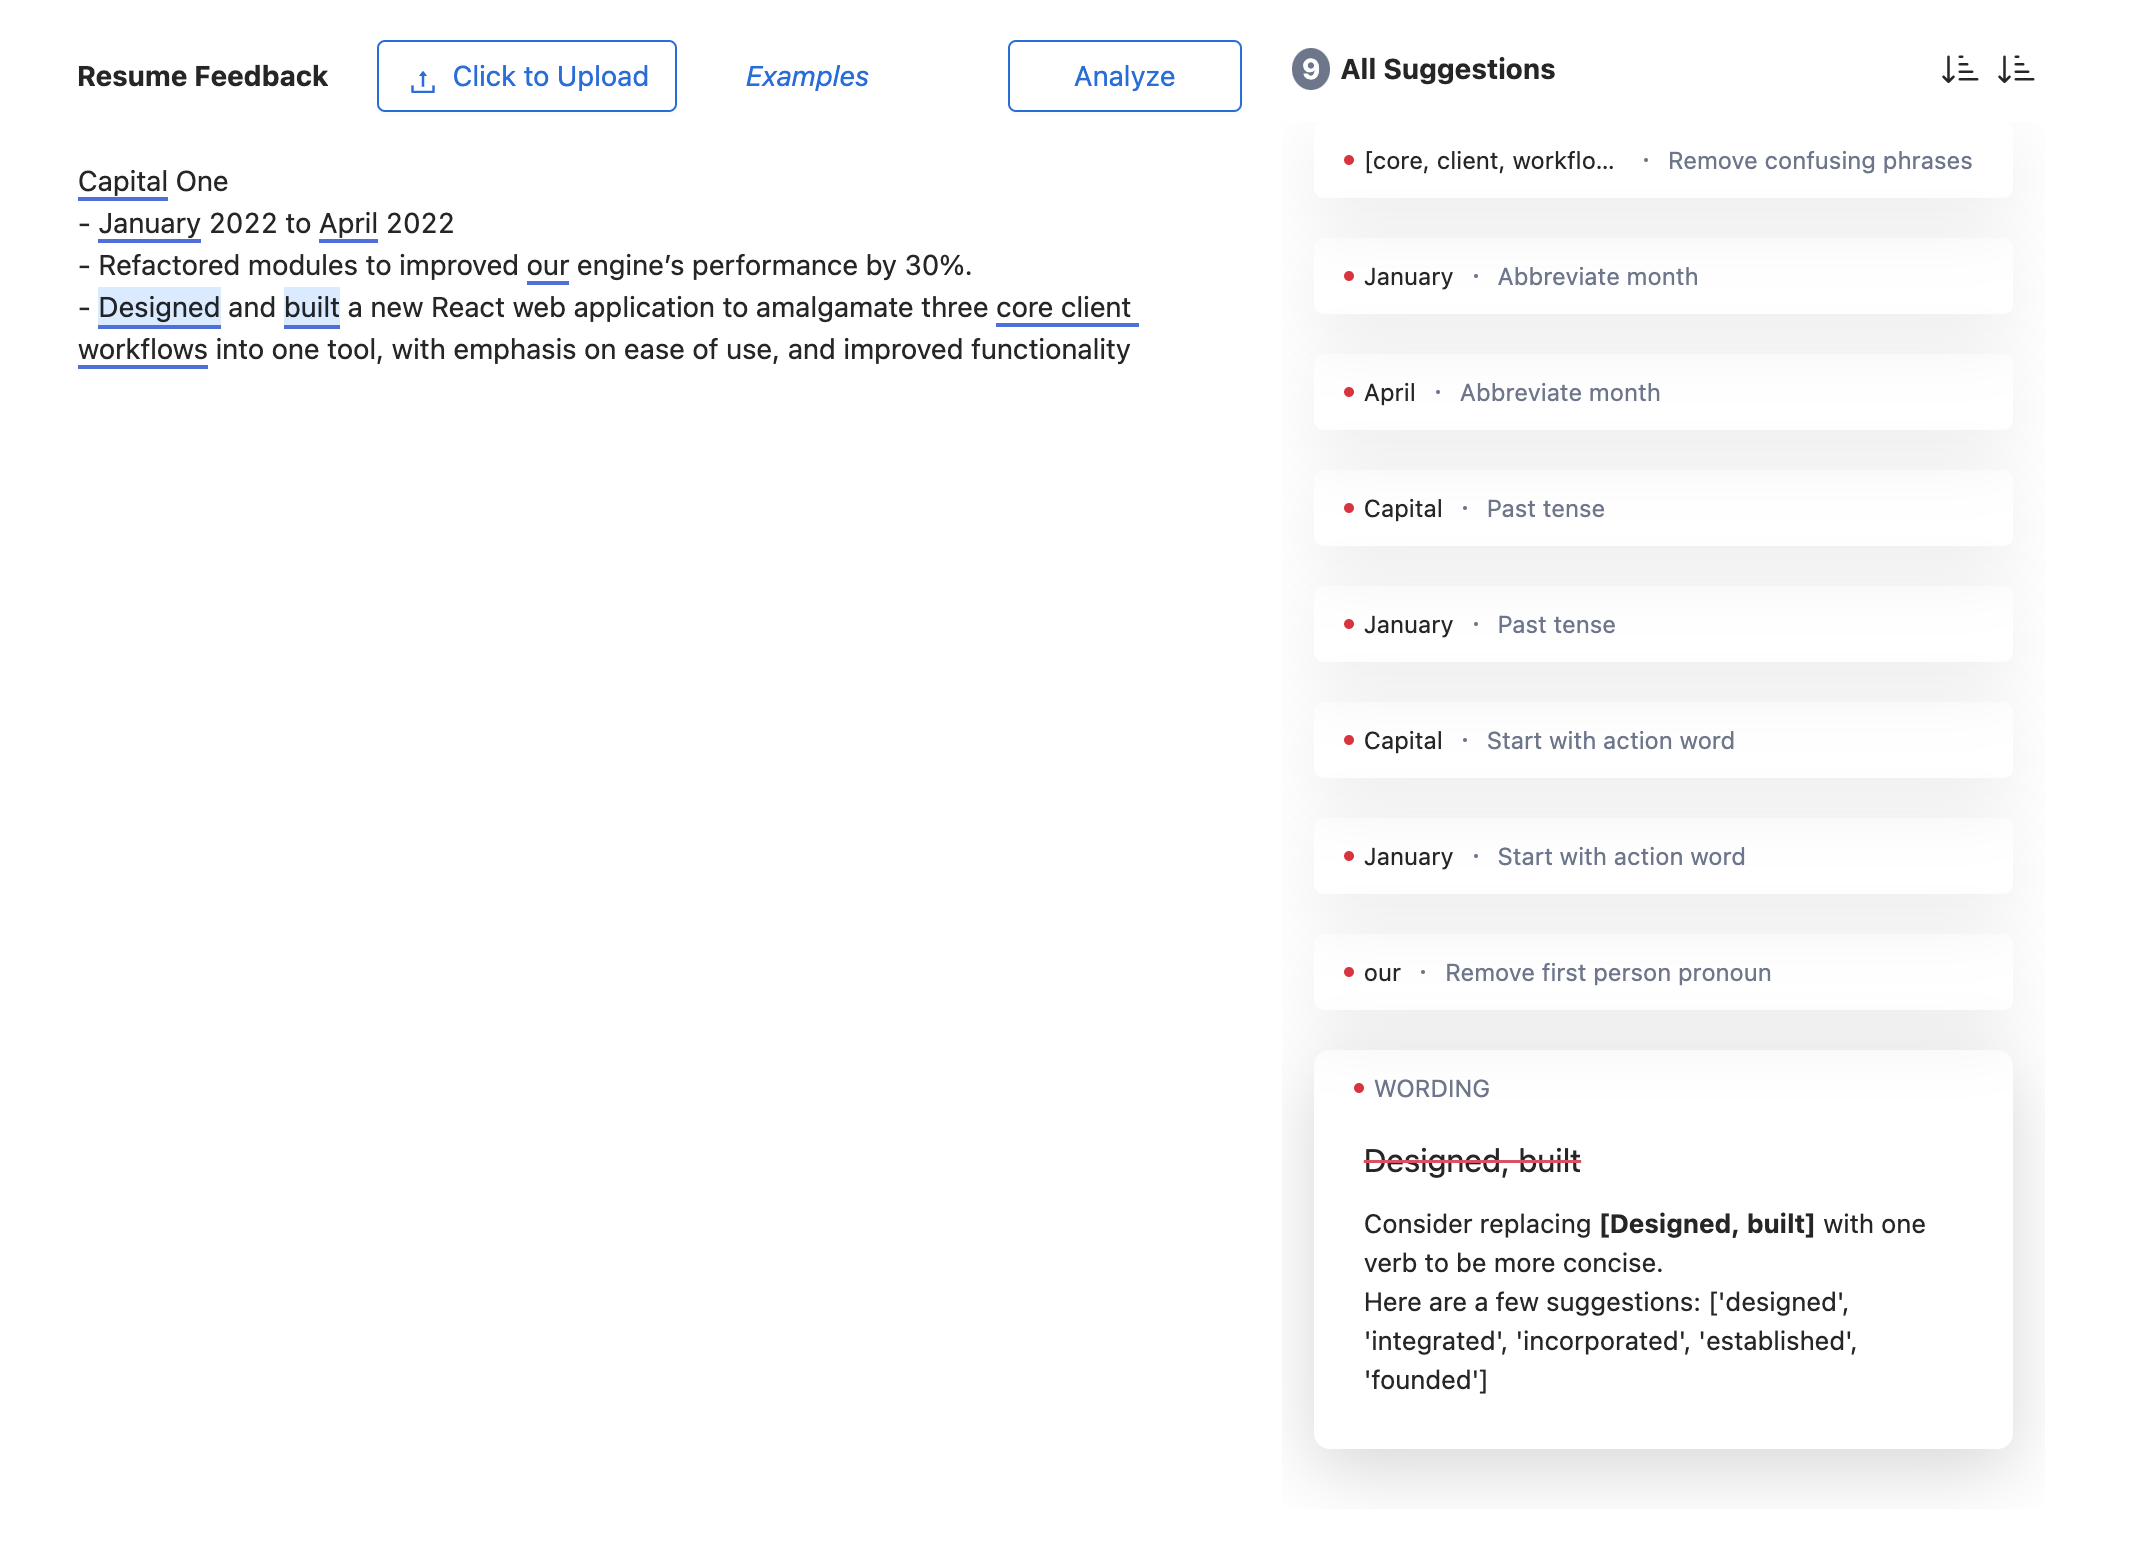 Resume Feedback
Click to Upload
Examples
Analyze
Capital One
- January 2022 to April 2022
- Refactored modules to improved our engine’s performance by 30%.
- Designed and built a new React web application to amalgamate three core client
workflows into one tool, with emphasis on ease of use, and improved functionality
9 All Suggestions
[core, client, workflo... · Remove confusing phrases
January · Abbreviate month
April · Abbreviate month
Capital · Past tense
January · Past tense
Capital · Start with action word
January · Start with action word
our · Remove first person pronoun
WORDING
Designed, built
Consider replacing [Designed, built] with one
verb to be more concise.
Here are a few suggestions: ['designed',
'integrated', 'incorporated', 'established',
'founded']